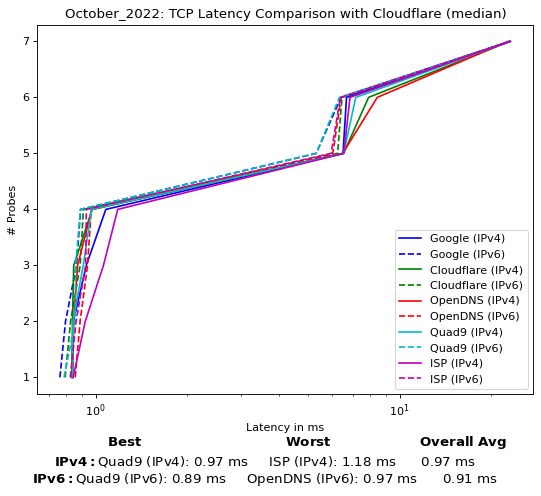 October_2022: TCP Latency Comparison with Cloudflare (median)
7
6
5
4
3
2
1
# Probes
Google (IPv4)
Google (IPv6)
Cloudflare (IPv4)
Cloudflare (IPv6)
OpenDNS (IPv4)
OpenDNS (IPv6)
Quad9 (IPv4)
Quad9 (IPv6)
ISP (IPv4)
ISP (IPv6)
10⁰ 10¹
Latency in ms
Best Worst Overall Avg
IPv4: Quad9 (IPv4): 0.97 ms ISP (IPv4): 1.18 ms 0.97 ms
IPv6: Quad9 (IPv6): 0.89 ms OpenDNS (IPv6): 0.97 ms 0.91 ms